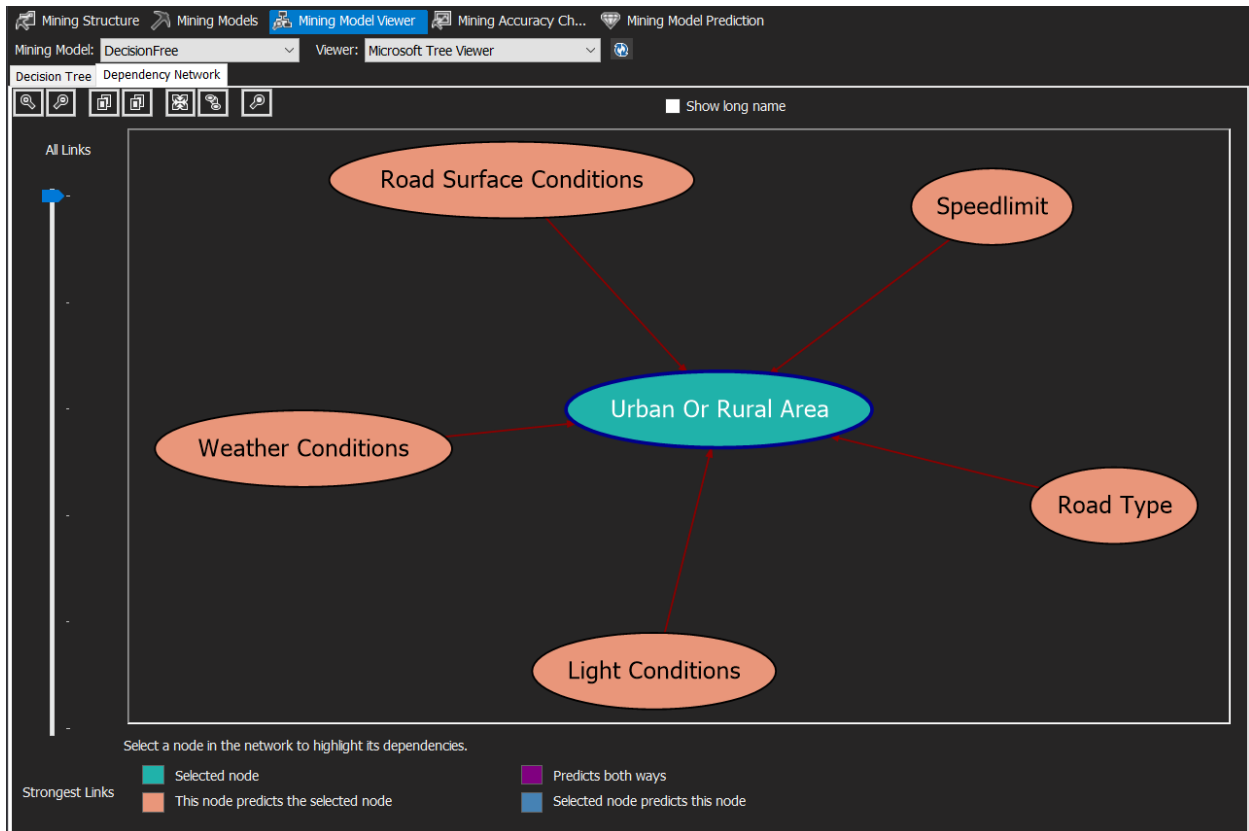 Mining Structure Mining Models Mining Model Viewer Mining Accuracy Ch... Mining Model Prediction
Mining Model: DecisionFree Viewer: Microsoft Tree Viewer
Decision Tree Dependency Network
Show long name
All Links
Road Surface Conditions
Speedlimit
Urban Or Rural Area
Weather Conditions
Road Type
Light Conditions
Select a node in the network to highlight its dependencies.
Selected node Predicts both ways
Strongest Links
This node predicts the selected node Selected node predicts this node